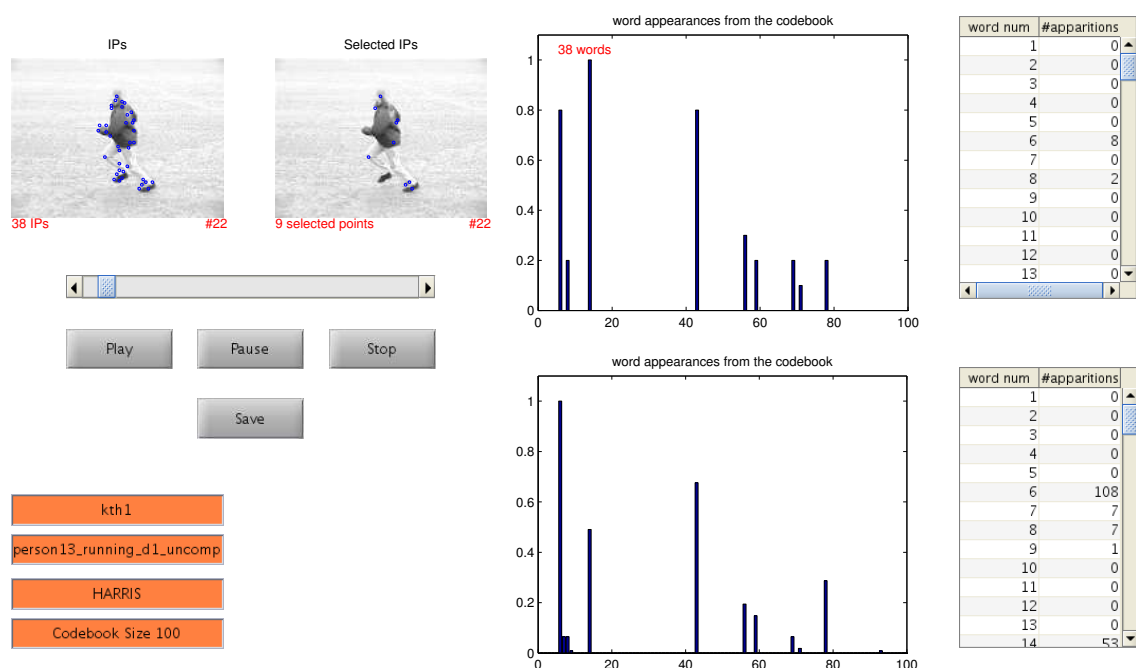 IPs
Selected IPs
38 IPs
#22
9 selected points
#22
Play
Pause
Stop
Save
kth1
person13_running_d1_uncomp
HARRIS
Codebook Size 100
word appearances from the codebook
38 words
1
0.8
0.6
0.4
0.2
0
0 20 40 60 80 100
word appearances from the codebook
1
0.8
0.6
0.4
0.2
0
0 20 40 60 80 100
word num #apparitions
1 0
2 0
3 0
4 0
5 0
6 8
7 0
8 2
9 0
10 0
11 0
12 0
13 0
word num #apparitions
1 0
2 0
3 0
4 0
5 0
6 108
7 7
8 7
9 1
10 0
11 0
12 0
13 0
14 53